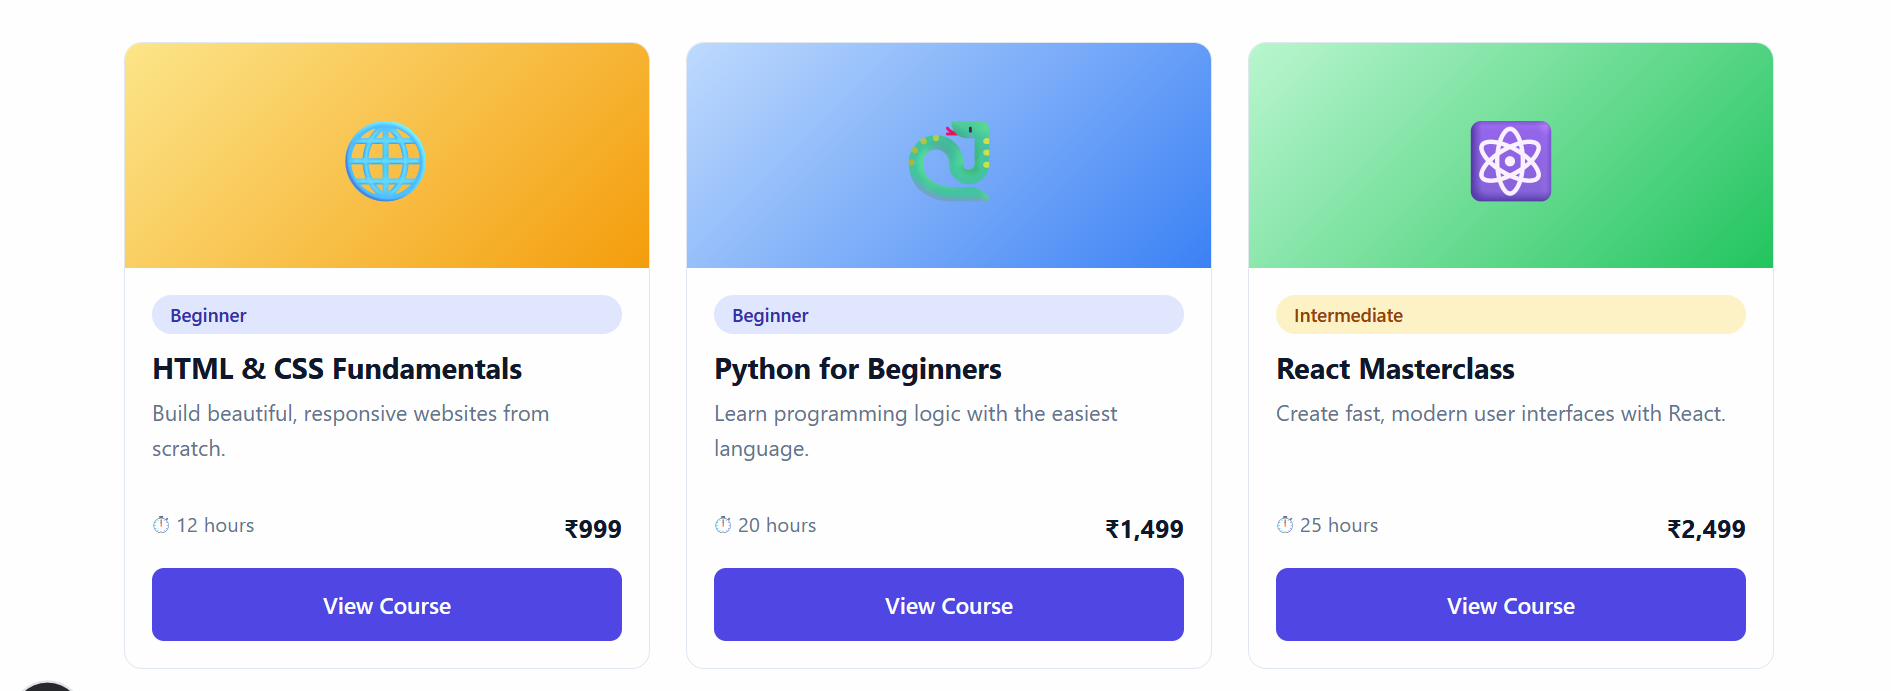 Beginner
HTML & CSS Fundamentals
Build beautiful, responsive websites from
scratch.
⏱ 12 hours
₹999
View Course
Beginner
Python for Beginners
Learn programming logic with the easiest
language.
⏱ 20 hours
₹1,499
View Course
Intermediate
React Masterclass
Create fast, modern user interfaces with React.
⏱ 25 hours
₹2,499
View Course